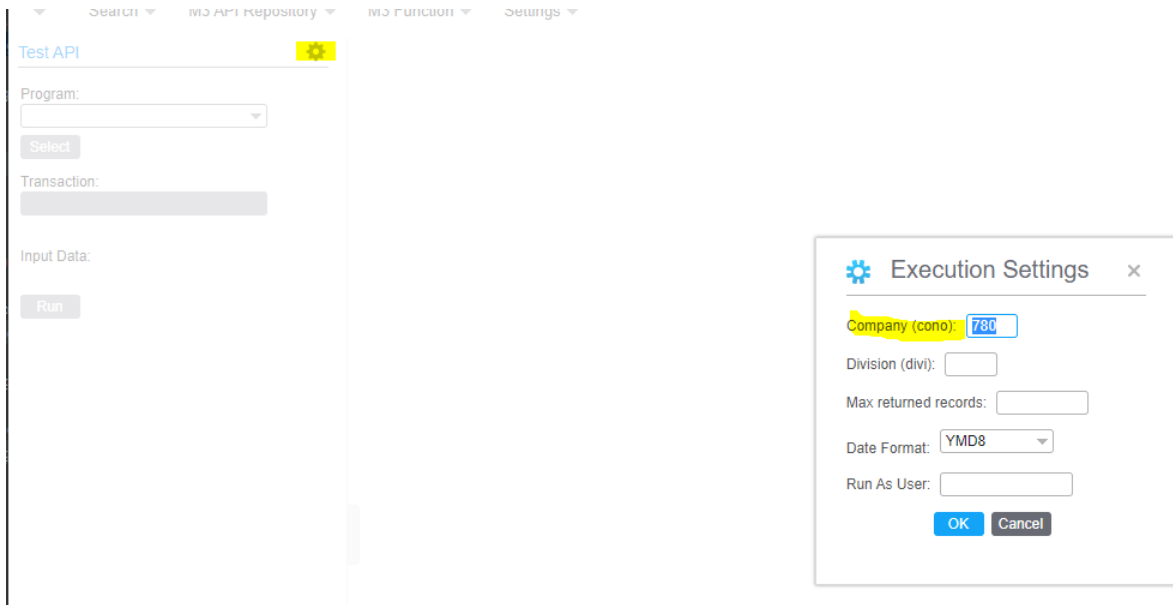 Search M3 API Repository M3 Function Settings
Test API
Program:
Select
Transaction:
Input Data:
Run
Execution Settings ×
Company (cono): 780
Division (divi):
Max returned records:
Date Format: YMD8
Run As User:
OK Cancel